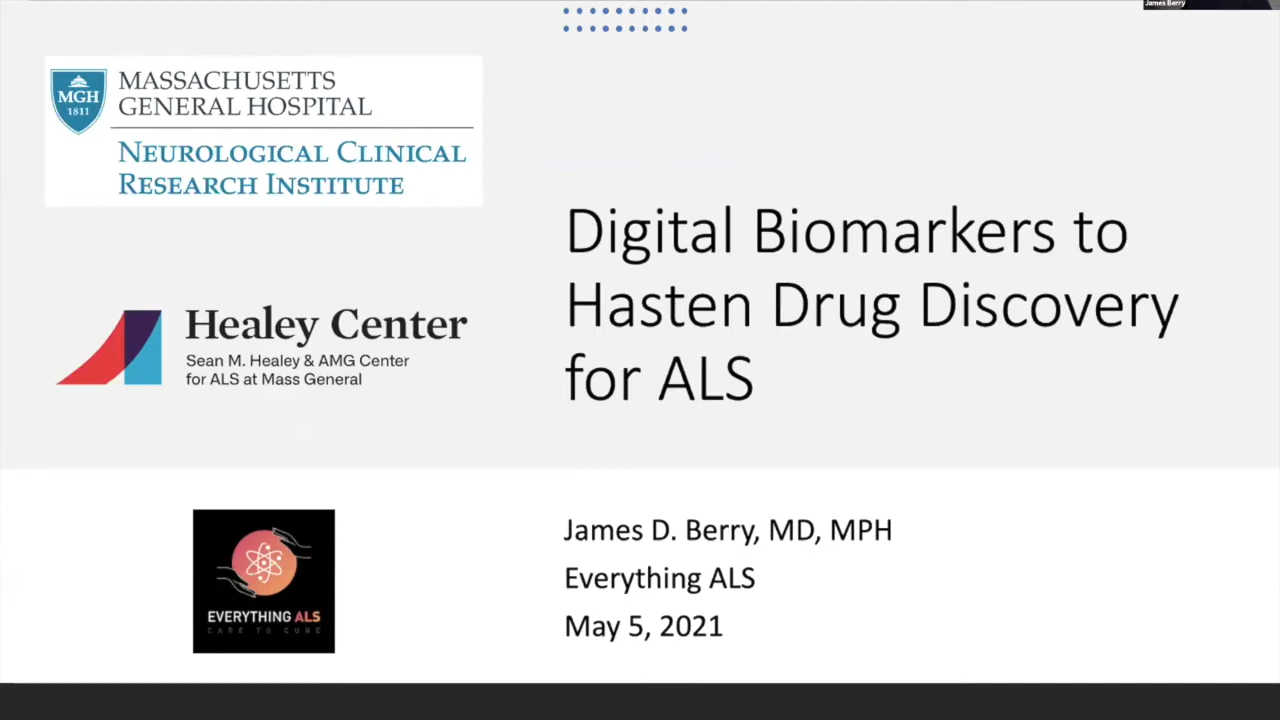 James Berry
MASSACHUSETTS
GENERAL HOSPITAL
MGH
1811
NEUROLOGICAL CLINICAL
RESEARCH INSTITUTE
Digital Biomarkers to
Hasten Drug Discovery
for ALS
Healey Center
Sean M. Healey & AMG Center
for ALS at Mass General
EVERYTHING ALS
CARE TO CURE
James D. Berry, MD, MPH
Everything ALS
May 5, 2021